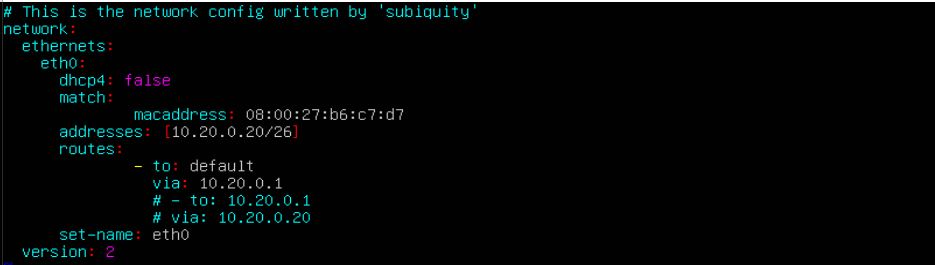 # This is the network config written by 'subiquity'
network:
  ethernets:
    eth0:
      dhcp4: false
      match:
              macaddress: 08:00:27:b6:c7:d7
      addresses: [10.20.0.20/26]
      routes:
              - to: default
                via: 10.20.0.1
                # - to: 10.20.0.1
                # via: 10.20.0.20
      set-name: eth0
  version: 2